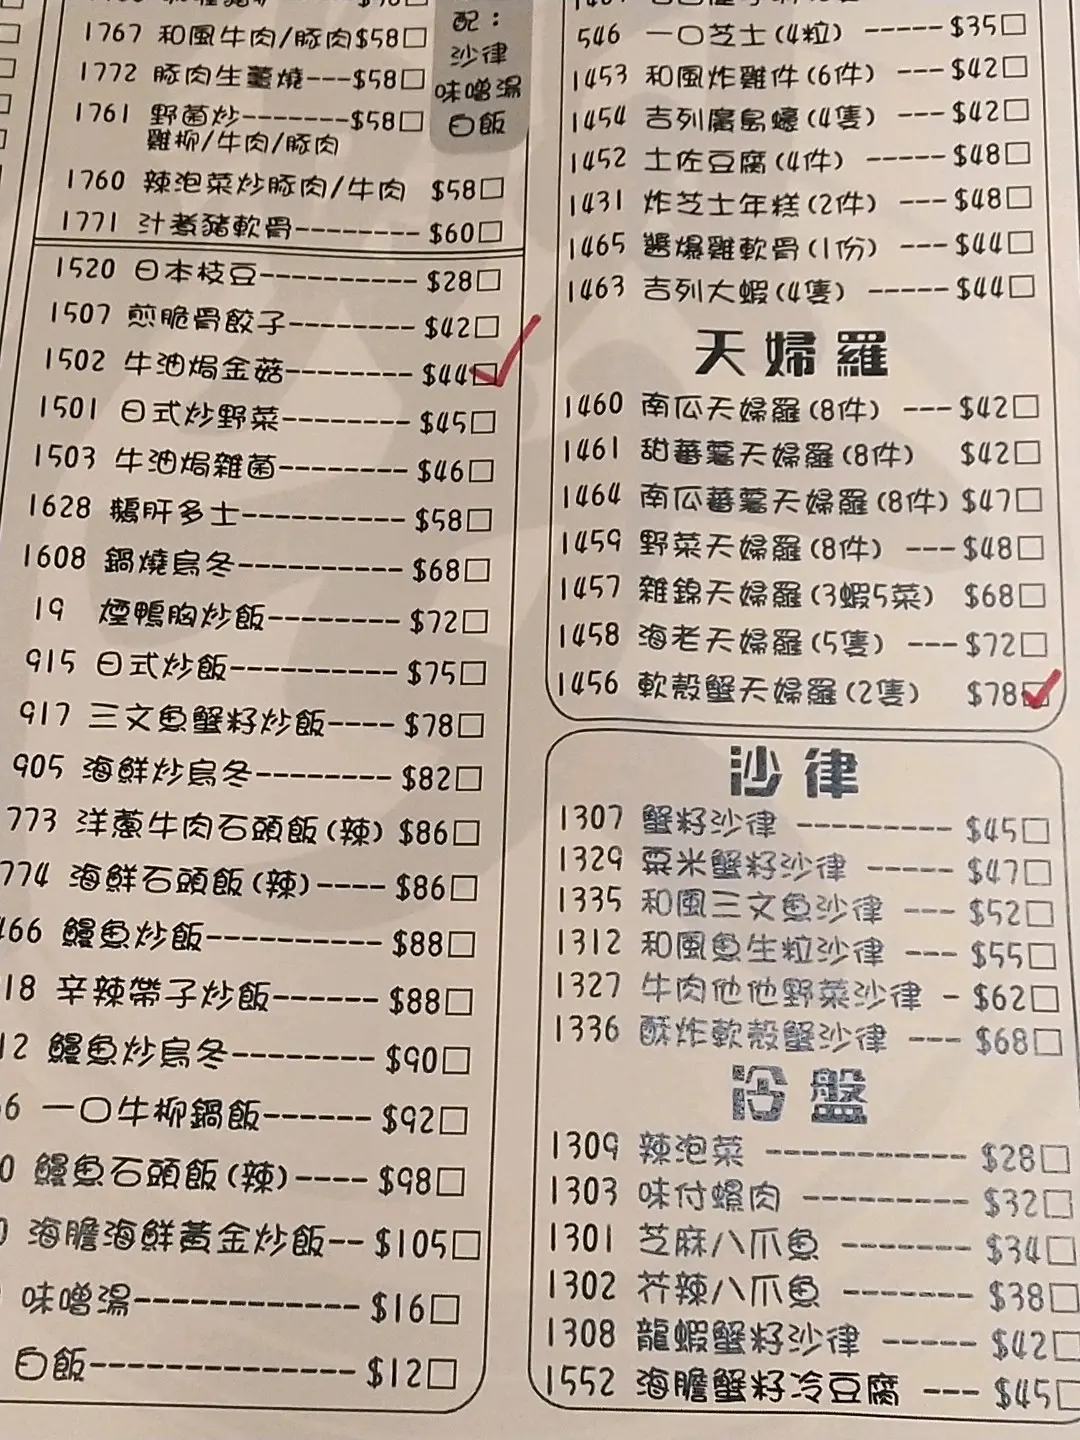 1767 和風牛肉/豚肉$58
1772 豚肉生薑燒---$58
1761 野菌炒-------$58
雞柳/牛肉/豚肉
配：
沙律
味噌湯
白飯
1760 辣泡菜炒豚肉/牛肉 $58
1771 汁煮豬軟骨--------$60
1520 日本枝豆----------$28
1507 煎脆骨餃子--------$42
1502 牛油焗金菇--------$44
1501 日式炒野菜--------$45
1503 牛油焗雜菌--------$46
1628 鵝肝多士----------$58
1608 鍋燒烏冬----------$68
19 煙鴨胸炒飯--------$72
915 日式炒飯----------$75
917 三文魚蟹籽炒飯----$78
905 海鮮炒烏冬--------$82
773 洋蔥牛肉石頭飯(辣) $86
774 海鮮石頭飯(辣)----$86
466 鰻魚炒飯----------$88
18 辛辣帶子炒飯------$88
12 鰻魚炒烏冬--------$90
6 一口牛柳鍋飯------$92
0 鰻魚石頭飯(辣)----$98
海膽海鮮黃金炒飯--$105
味噌湯------------$16
白飯--------------$12
546 一口芝士(4粒) -----$35
1453 和風炸雞件(6件) ---$42
1454 吉列廣島蠔(4隻) ---$42
1452 土佐豆腐(4件) -----$48
1431 炸芝士年糕(2件) ---$48
1465 醬爆雞軟骨(1份) ---$44
1463 吉列大蝦(4隻) -----$44
天婦羅
1460 南瓜天婦羅(8件) ---$42
1461 甜蕃薯天婦羅(8件) $42
1464 南瓜蕃薯天婦羅(8件) $47
1459 野菜天婦羅(8件) ---$48
1457 雜錦天婦羅(3蝦5菜) $68
1458 海老天婦羅(5隻) ---$72
1456 軟殼蟹天婦羅(2隻) $78
沙律
1307 蟹籽沙律 ---------$45
1329 粟米蟹籽沙律 -----$47
1335 和風三文魚沙律 ---$52
1312 和風魚生粒沙律 ---$55
1327 牛肉他他野菜沙律 -$62
1336 酥炸軟殼蟹沙律 ---$68
冷盤
1309 辣泡菜 -----------$28
1303 味付螺肉 ---------$32
1301 芝麻八爪魚 -------$34
1302 芥辣八爪魚 -------$38
1308 龍蝦蟹籽沙律 -----$42
1552 海膽蟹籽冷豆腐 ---$45